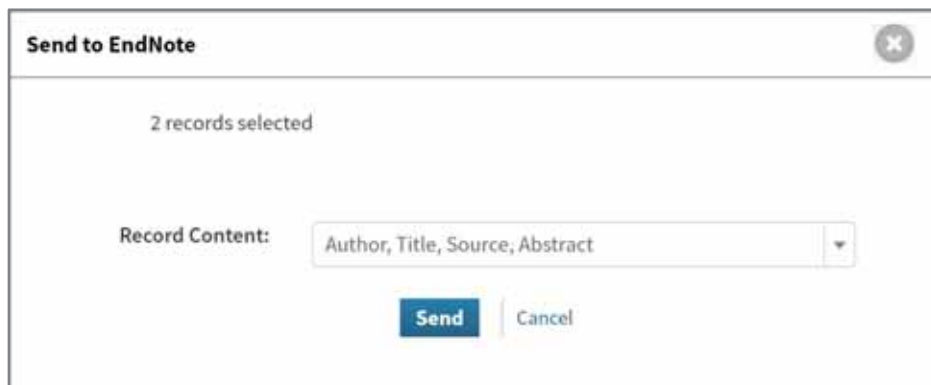 Send to EndNote
2 records selected
Record Content: Author, Title, Source, Abstract
Send Cancel